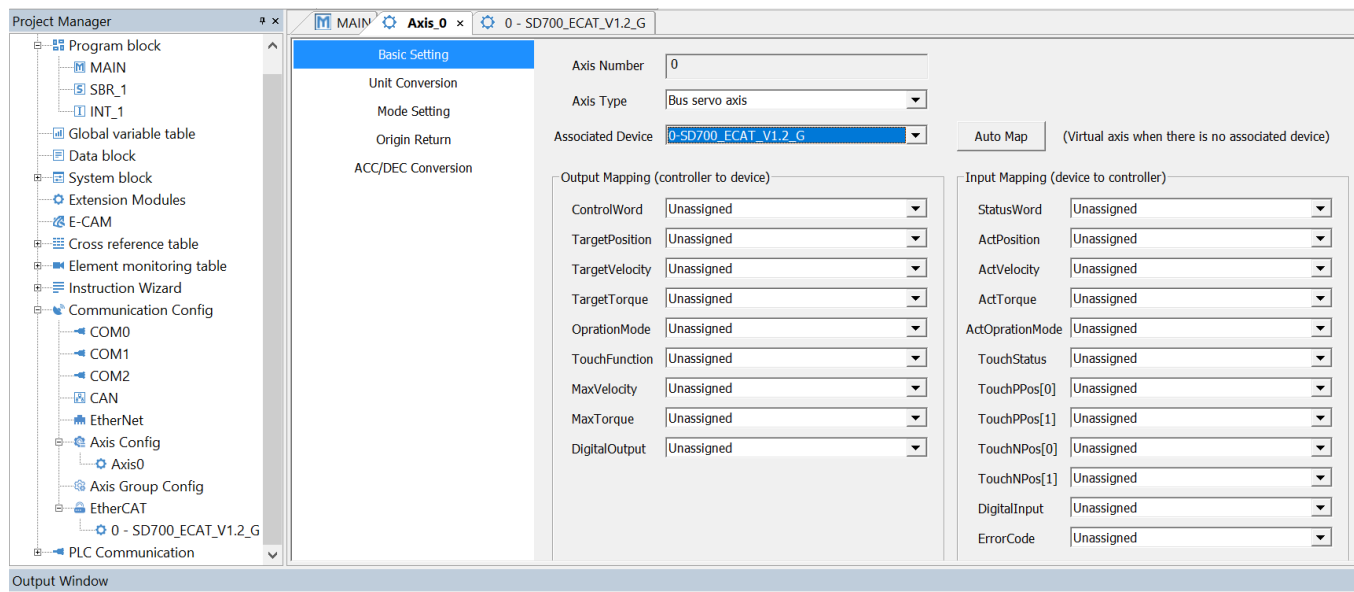 Project Manager
Program block
MAIN
SBR_1
INT_1
Global variable table
Data block
System block
Extension Modules
E-CAM
Cross reference table
Element monitoring table
Instruction Wizard
Communication Config
COM0
COM1
COM2
CAN
EtherNet
Axis Config
Axis0
Axis Group Config
EtherCAT
0 - SD700_ECAT_V1.2_G
PLC Communication
MAIN Axis_0 × 0 - SD700_ECAT_V1.2_G
Basic Setting
Unit Conversion
Mode Setting
Origin Return
ACC/DEC Conversion
Axis Number 0
Axis Type Bus servo axis
Associated Device 0-SD700_ECAT_V1.2_G Auto Map (Virtual axis when there is no associated device)
Output Mapping (controller to device)
ControlWord Unassigned
TargetPosition Unassigned
TargetVelocity Unassigned
TargetTorque Unassigned
OprationMode Unassigned
TouchFunction Unassigned
MaxVelocity Unassigned
MaxTorque Unassigned
DigitalOutput Unassigned
Input Mapping (device to controller)
StatusWord Unassigned
ActPosition Unassigned
ActVelocity Unassigned
ActTorque Unassigned
ActOprationMode Unassigned
TouchStatus Unassigned
TouchPPos[0] Unassigned
TouchPPos[1] Unassigned
TouchNPos[0] Unassigned
TouchNPos[1] Unassigned
DigitalInput Unassigned
ErrorCode Unassigned
Output Window